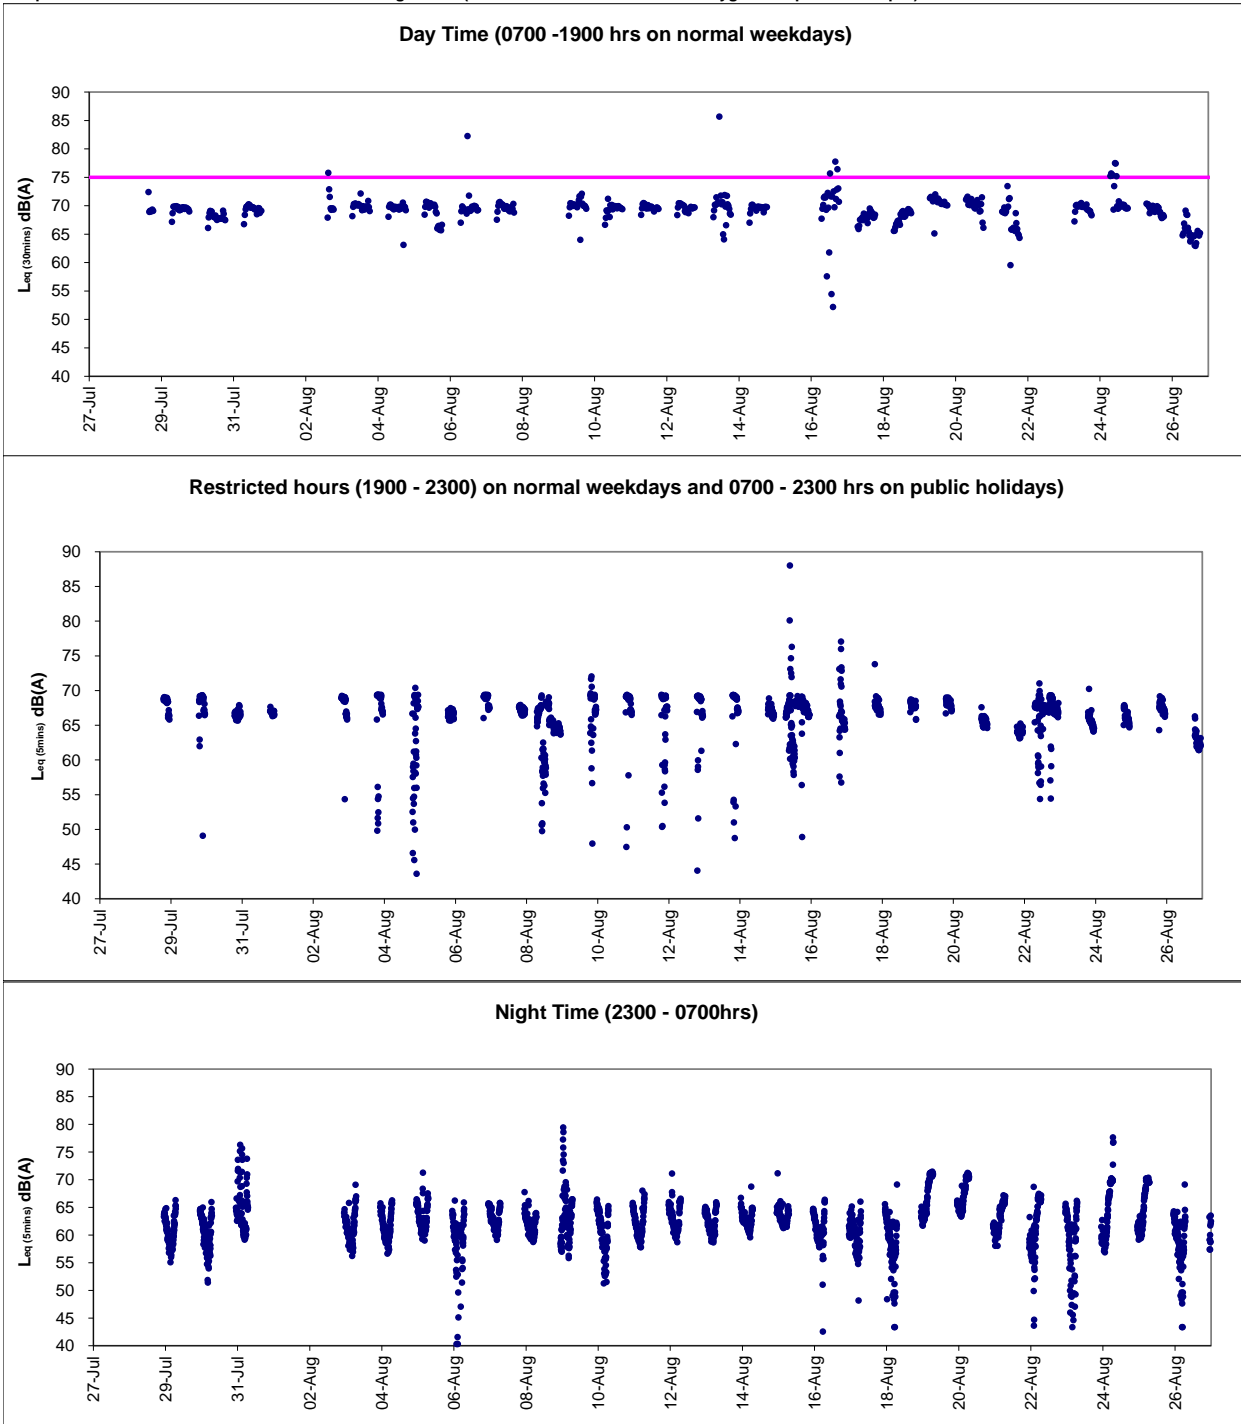 Day Time (0700 -1900 hrs on normal weekdays)
Leq (30mins) dB(A)
90
85
80
75
70
65
60
55
50
45
40
27-Jul
29-Jul
31-Jul
02-Aug
04-Aug
06-Aug
08-Aug
10-Aug
12-Aug
14-Aug
16-Aug
18-Aug
20-Aug
22-Aug
24-Aug
26-Aug
Restricted hours (1900 - 2300) on normal weekdays and 0700 - 2300 hrs on public holidays)
Leq (5mins) dB(A)
90
85
80
75
70
65
60
55
50
45
40
27-Jul
29-Jul
31-Jul
02-Aug
04-Aug
06-Aug
08-Aug
10-Aug
12-Aug
14-Aug
16-Aug
18-Aug
20-Aug
22-Aug
24-Aug
26-Aug
Night Time (2300 - 0700hrs)
Leq (5mins) dB(A)
90
85
80
75
70
65
60
55
50
45
40
27-Jul
29-Jul
31-Jul
02-Aug
04-Aug
06-Aug
08-Aug
10-Aug
12-Aug
14-Aug
16-Aug
18-Aug
20-Aug
22-Aug
24-Aug
26-Aug